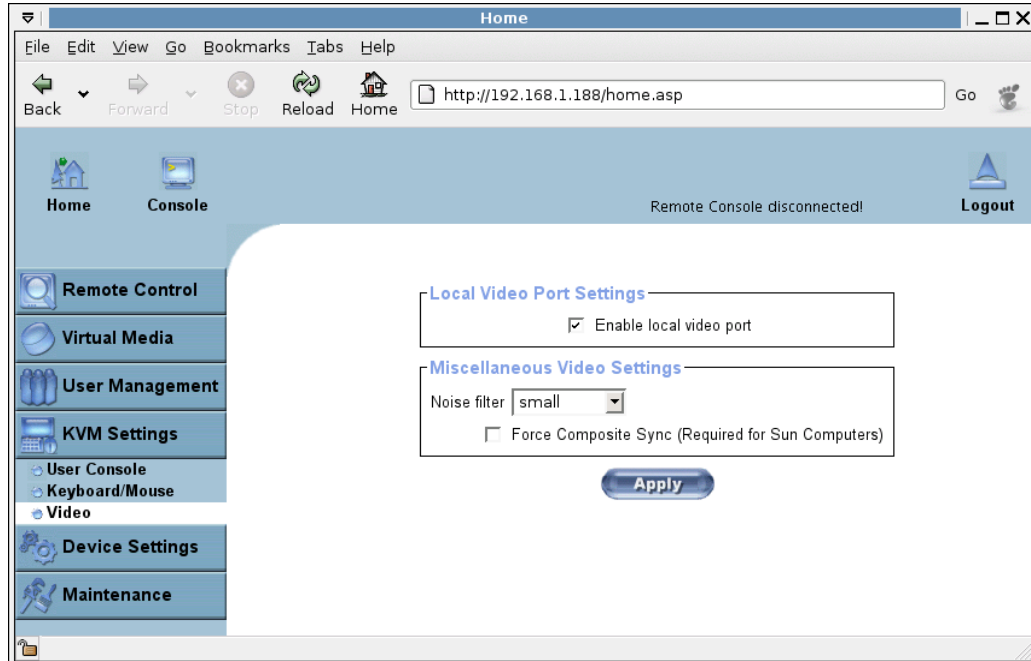 Home
File Edit View Go Bookmarks Tabs Help
Back Forward Stop Reload Home http://192.168.1.188/home.asp Go
Home Console Remote Console disconnected! Logout
Remote Control
Virtual Media
User Management
KVM Settings
User Console
Keyboard/Mouse
Video
Device Settings
Maintenance
Local Video Port Settings
Enable local video port
Miscellaneous Video Settings
Noise filter small
Force Composite Sync (Required for Sun Computers)
Apply